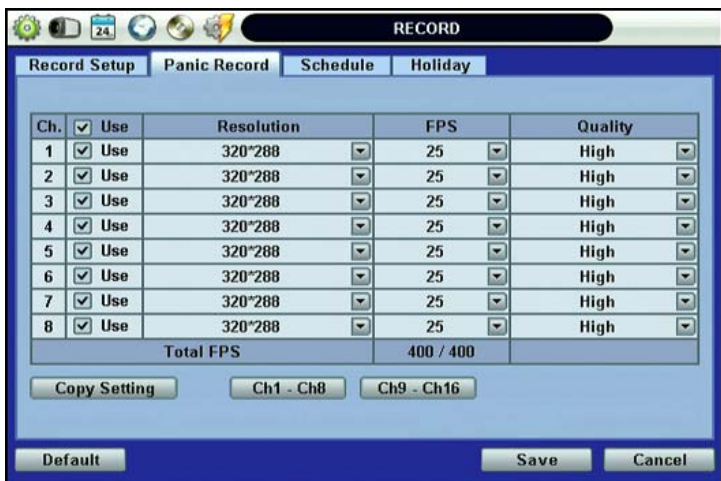 24
RECORD
Record Setup Panic Record Schedule Holiday
Ch. Use Resolution FPS Quality
1 Use 320*288 25 High
2 Use 320*288 25 High
3 Use 320*288 25 High
4 Use 320*288 25 High
5 Use 320*288 25 High
6 Use 320*288 25 High
7 Use 320*288 25 High
8 Use 320*288 25 High
Total FPS 400 / 400
Copy Setting Ch1 - Ch8 Ch9 - Ch16
Default Save Cancel